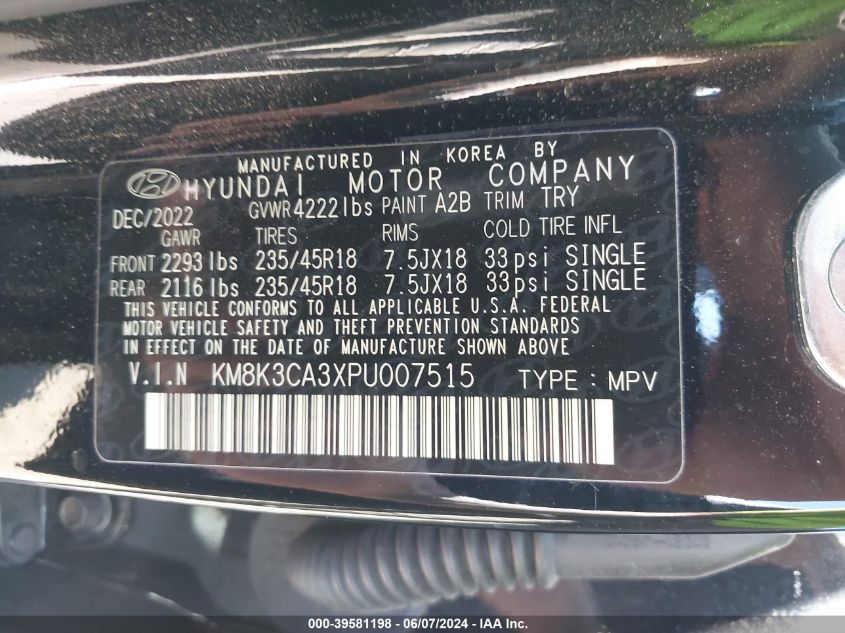 MANUFACTURED IN KOREA BY
HYUNDAI MOTOR COMPANY
DEC/2022 GVWR 4222 lbs PAINT A2B TRIM TRY
GAWR TIRES RIMS COLD TIRE INFL
FRONT 2293 lbs 235/45R18 7.5JX18 33psi SINGLE
REAR 2116 lbs 235/45R18 7.5JX18 33psi SINGLE
THIS VEHICLE CONFORMS TO ALL APPLICABLE U.S.A. FEDERAL
MOTOR VEHICLE SAFETY AND THEFT PREVENTION STANDARDS
IN EFFECT ON THE DATE OF MANUFACTURE SHOWN ABOVE
V.I.N KM8K3CA3XPU007515 TYPE : MPV
000-39581198 - 06/07/2024 - IAA Inc.